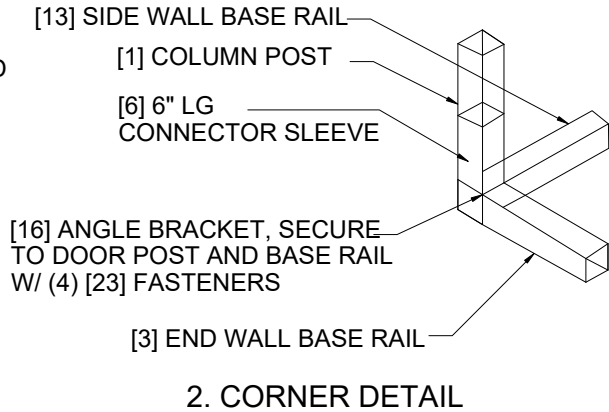 [13] SIDE WALL BASE RAIL
[1] COLUMN POST
[6] 6" LG
CONNECTOR SLEEVE
[16] ANGLE BRACKET, SECURE
TO DOOR POST AND BASE RAIL
W/ (4) [23] FASTENERS
[3] END WALL BASE RAIL
2. CORNER DETAIL